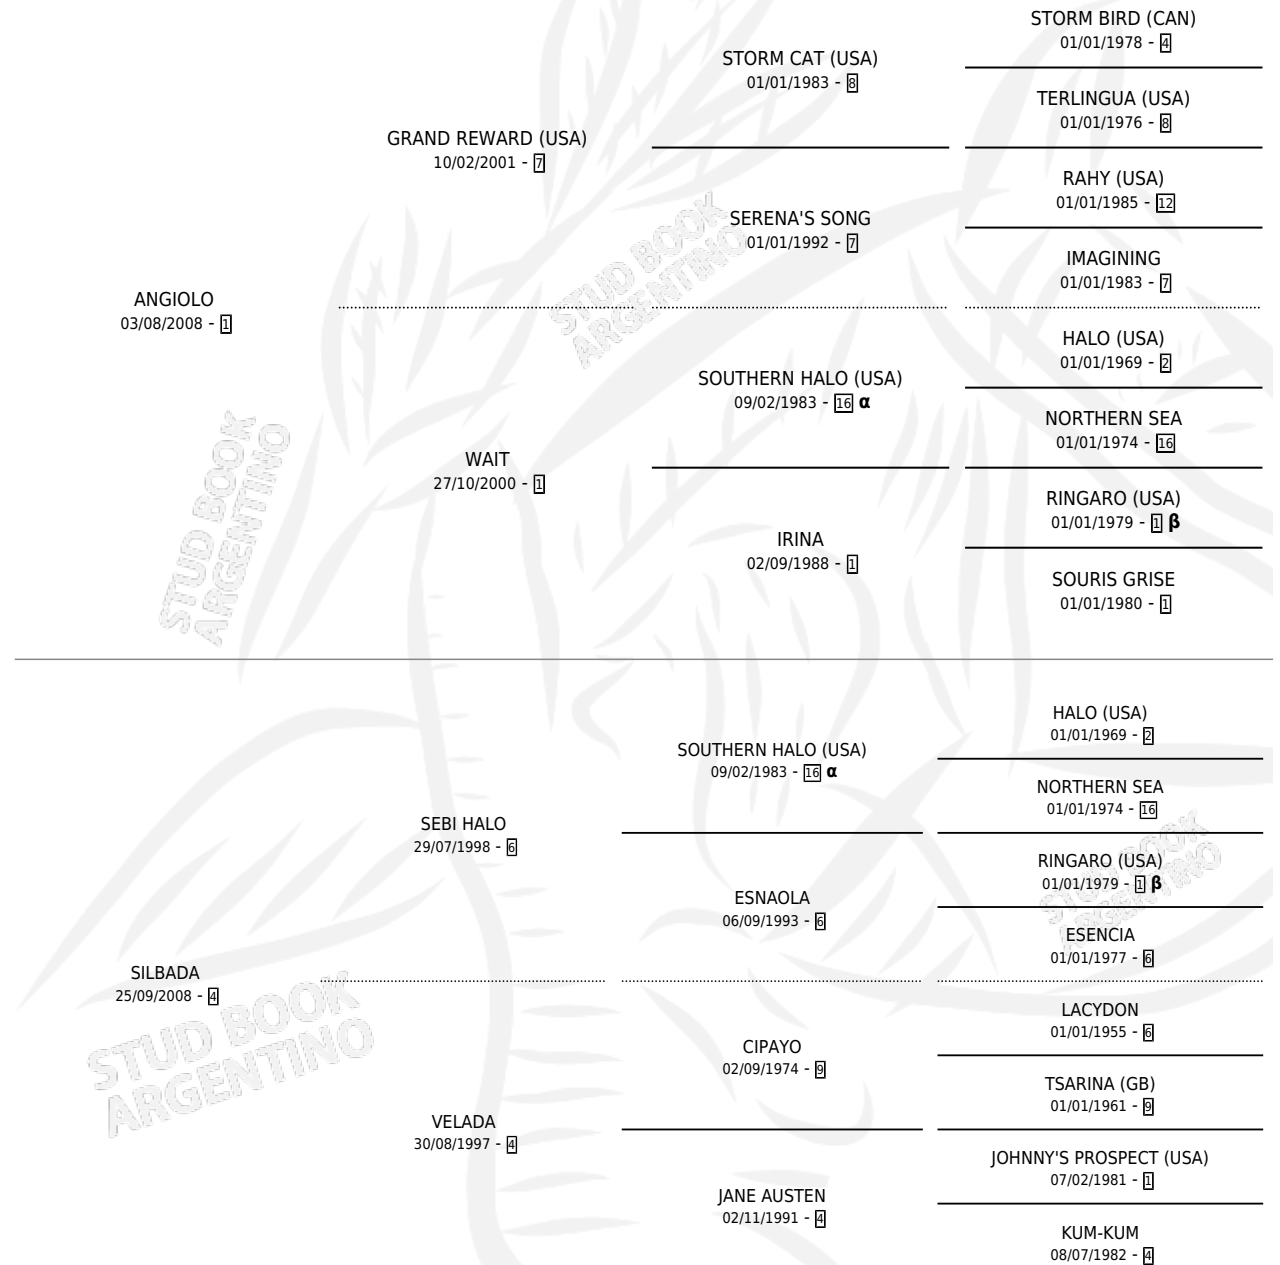 STORM BIRD (CAN)
01/01/1978 - 4
STORM CAT (USA)
01/01/1983 - 8
TERLINGUA (USA)
01/01/1976 - 8
GRAND REWARD (USA)
10/02/2001 - 7
RAHY (USA)
01/01/1985 - 12
SERENA'S SONG
01/01/1992 - 7
IMAGINING
01/01/1983 - 7
STUD BOOK
ARGENTINO
ANGIOLO
03/08/2008 - 1
HALO (USA)
01/01/1969 - 2
SOUTHERN HALO (USA)
09/02/1983 - 16 α
NORTHERN SEA
01/01/1974 - 16
WAIT
27/10/2000 - 1
RINGARO (USA)
01/01/1979 - 1 β
IRINA
02/09/1988 - 1
SOURIS GRISE
01/01/1980 - 1
STUD BOOK
ARGENTINO
HALO (USA)
01/01/1969 - 2
SOUTHERN HALO (USA)
09/02/1983 - 16 α
NORTHERN SEA
01/01/1974 - 16
SEBI HALO
29/07/1998 - 6
RINGARO (USA)
01/01/1979 - 1 β
ESNAOLA
06/09/1993 - 6
ESENCIA
01/01/1977 - 6
STUD BOOK
ARGENTINO
SILBADA
25/09/2008 - 4
LACYDON
01/01/1955 - 6
CIPAYO
02/09/1974 - 9
TSARINA (GB)
01/01/1961 - 9
VELADA
30/08/1997 - 4
JOHNNY'S PROSPECT (USA)
07/02/1981 - 1
JANE AUSTEN
02/11/1991 - 4
KUM-KUM
08/07/1982 - 4
STUD BOOK
ARGENTINO